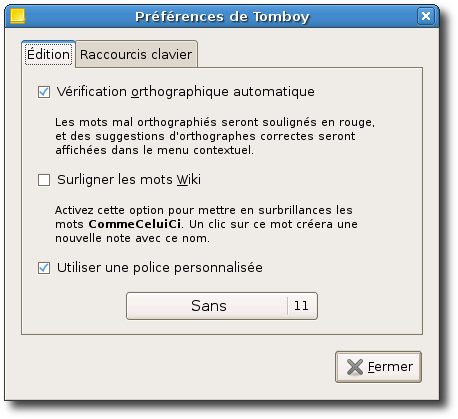 Préférences de Tomboy
Édition
Raccourcis clavier
Vérification orthographique automatique
Les mots mal orthographiés seront soulignés en rouge,
et des suggestions d'orthographes correctes seront
affichées dans le menu contextuel.
Surligner les mots Wiki
Activez cette option pour mettre en surbrillances les
mots CommeCeluiCi. Un clic sur ce mot créera une
nouvelle note avec ce nom.
Utiliser une police personnalisée
Sans 11
Fermer